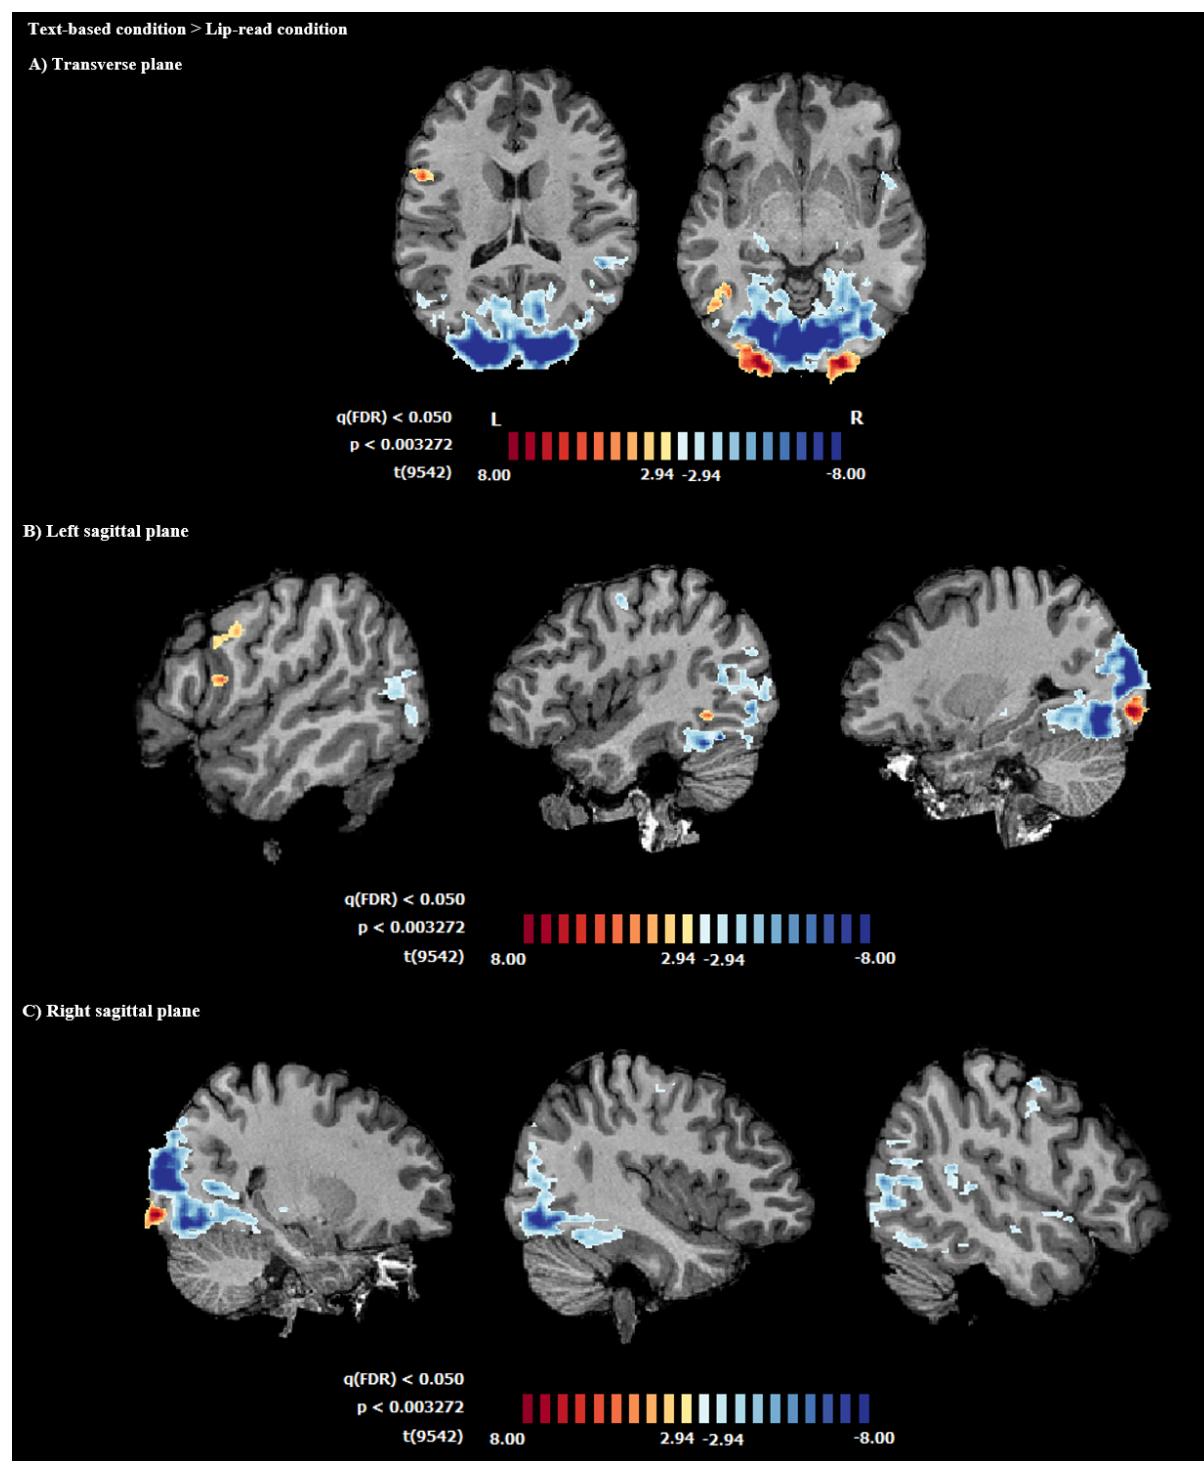 Text-based condition > Lip-read condition
A) Transverse plane
q(FDR) < 0.050 L R
p < 0.003272
t(9542) 8.00 2.94 -2.94 -8.00
B) Left sagittal plane
q(FDR) < 0.050
p < 0.003272
t(9542) 8.00 2.94 -2.94 -8.00
C) Right sagittal plane
q(FDR) < 0.050
p < 0.003272
t(9542) 8.00 2.94 -2.94 -8.00